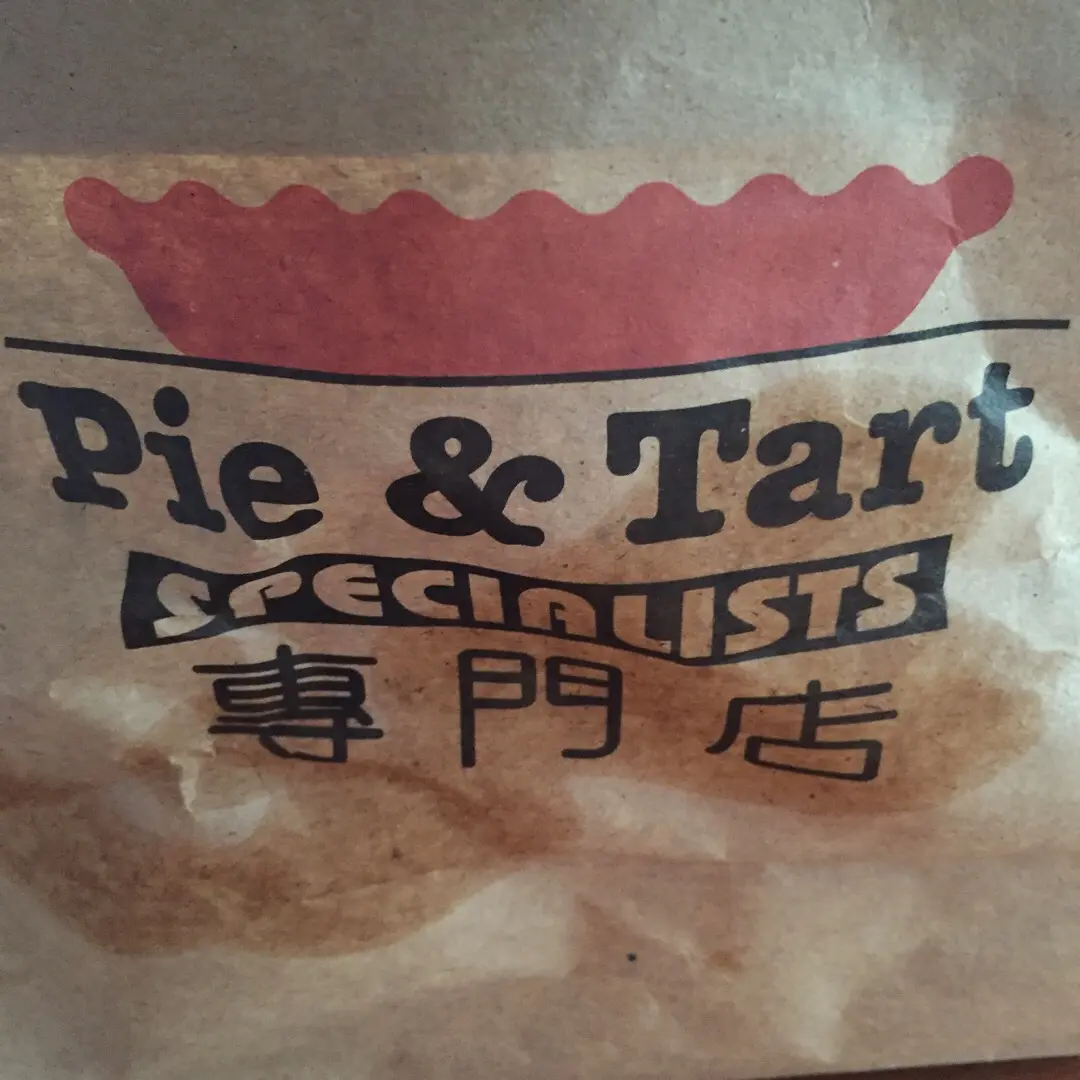 Pie & Tart
SPECIALISTS
專門店